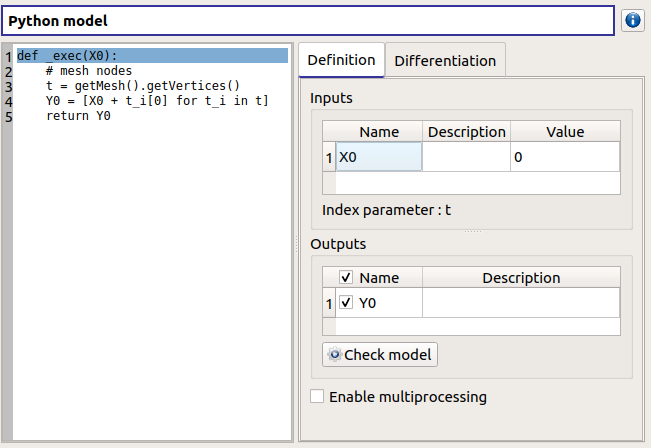 Python model
1 def _exec(X0):
2     # mesh nodes
3     t = getMesh().getVertices()
4     Y0 = [X0 + t_i[0] for t_i in t]
5     return Y0
Definition Differentiation
Inputs
Name Description Value
1 X0 0
Index parameter : t
Outputs
Name Description
1 Y0
Check model
Enable multiprocessing